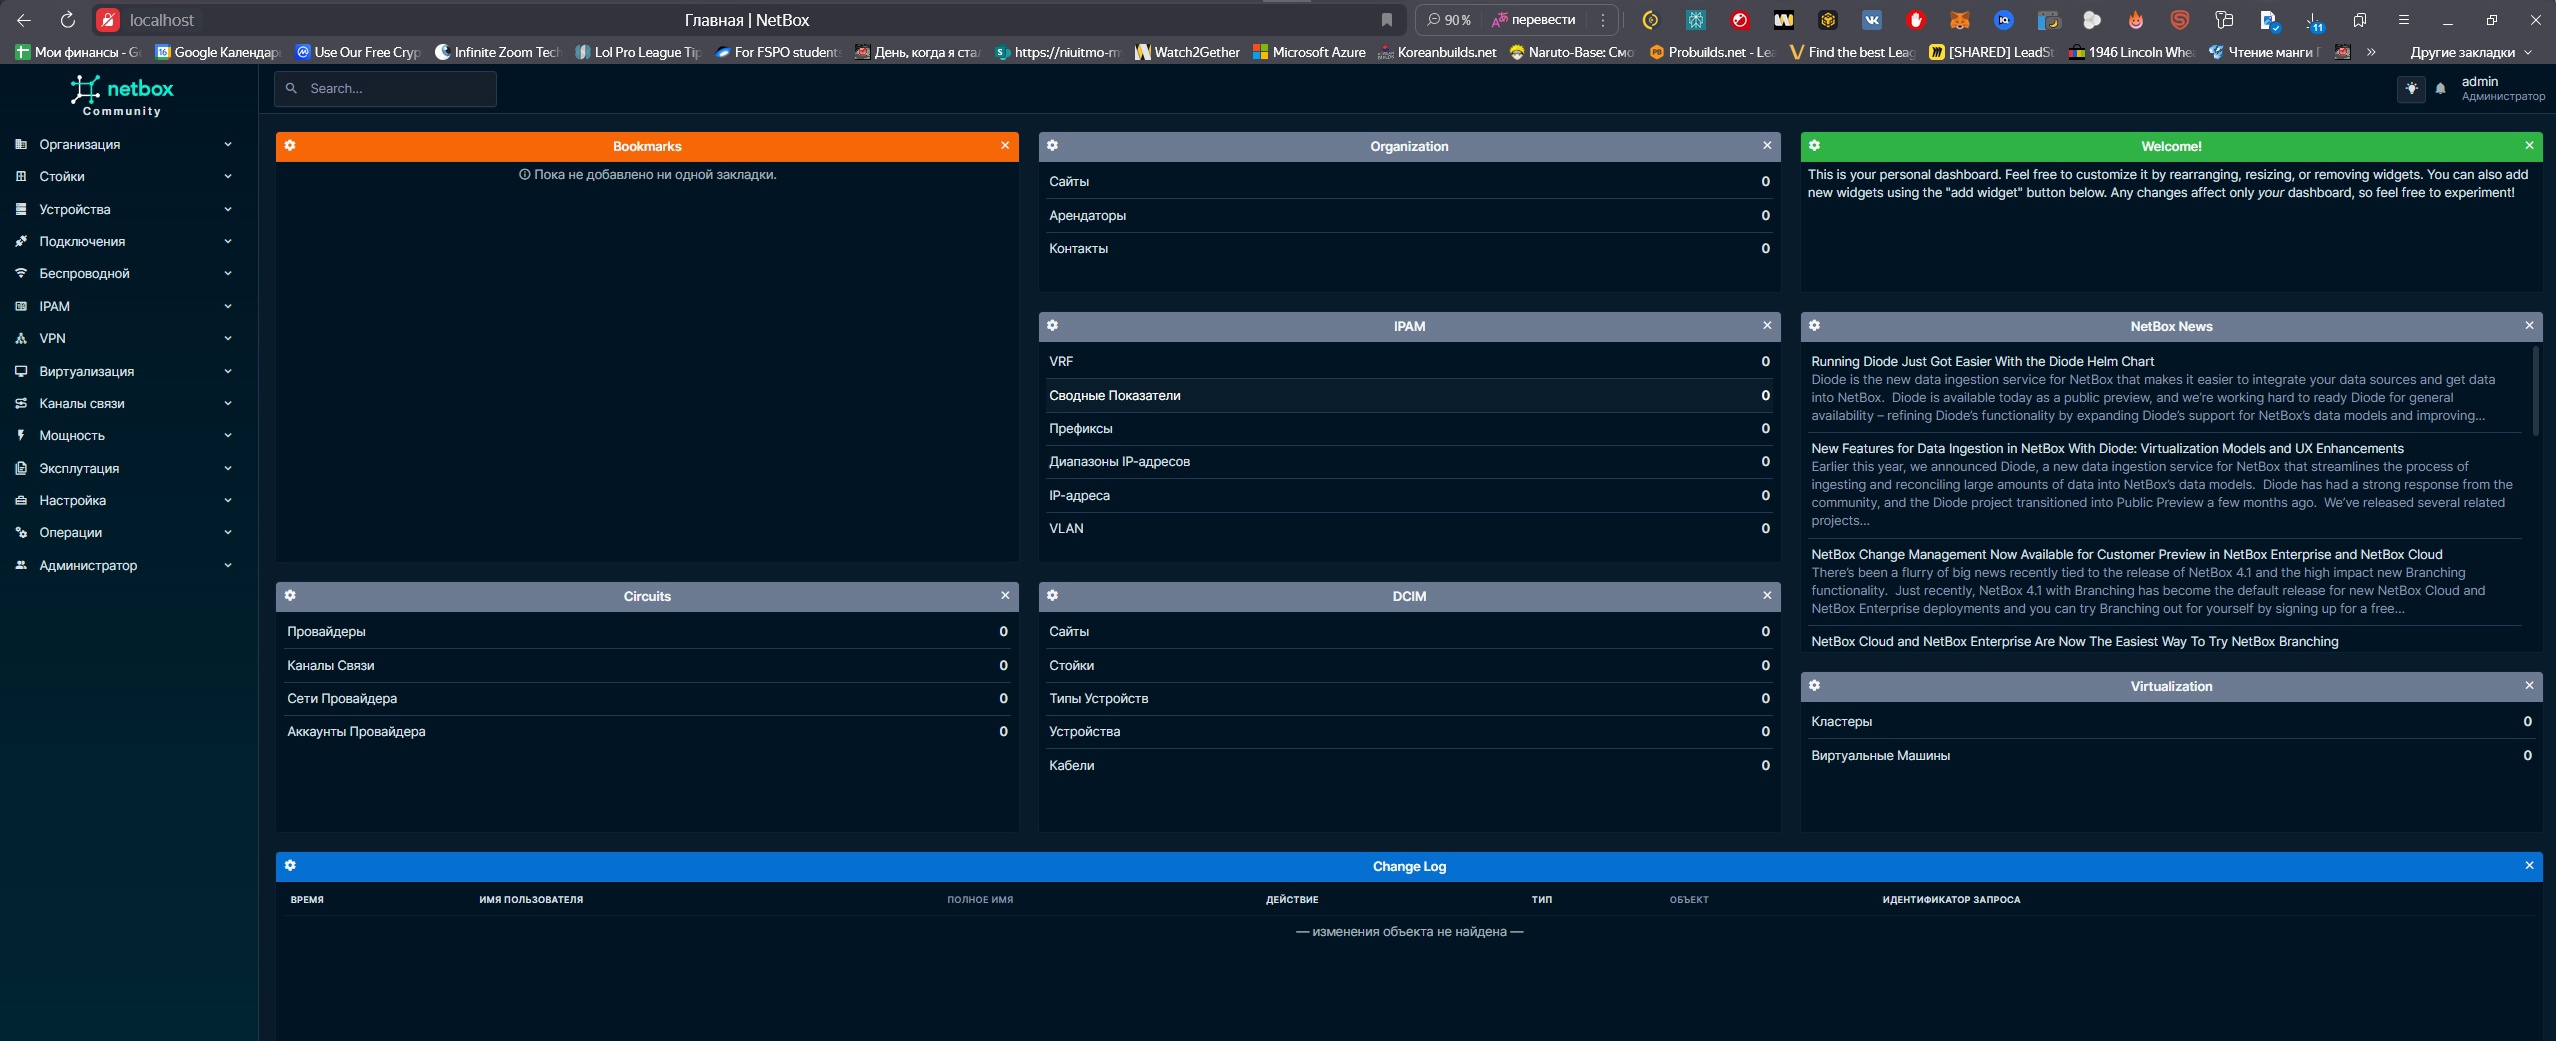 localhost
Главная | NetBox
90 %
перевести
11
Мои финансы - Go
Google Календарь
Use Our Free Cryp
Infinite Zoom Tech
Lol Pro League Tip
For FSPO students
День, когда я ста
https://niuitmo-m
Watch2Gether
Microsoft Azure
Koreanbuilds.net
Naruto-Base: Смо
Probuilds.net - Lea
Find the best Leag
[SHARED] LeadSt
1946 Lincoln Whe
Чтение манги
»
Другие закладки
netbox
Community
Search...
admin
Администратор
Организация
Стойки
Устройства
Подключения
Беспроводной
IPAM
VPN
Виртуализация
Каналы связи
Мощность
Эксплутация
Настройка
Операции
Администратор
Bookmarks
Пока не добавлено ни одной закладки.
Organization
Сайты 0
Арендаторы 0
Контакты 0
Welcome!
This is your personal dashboard. Feel free to customize it by rearranging, resizing, or removing widgets. You can also add
new widgets using the "add widget" button below. Any changes affect only your dashboard, so feel free to experiment!
IPAM
VRF 0
Сводные Показатели 0
Префиксы 0
Диапазоны IP-адресов 0
IP-адреса 0
VLAN 0
NetBox News
Running Diode Just Got Easier With the Diode Helm Chart
Diode is the new data ingestion service for NetBox that makes it easier to integrate your data sources and get data
into NetBox. Diode is available today as a public preview, and we're working hard to ready Diode for general
availability – refining Diode's functionality by expanding Diode's support for NetBox's data models and improving...
New Features for Data Ingestion in NetBox With Diode: Virtualization Models and UX Enhancements
Earlier this year, we announced Diode, a new data ingestion service for NetBox that streamlines the process of
ingesting and reconciling large amounts of data into NetBox's data models. Diode has had a strong response from the
community, and the Diode project transitioned into Public Preview a few months ago. We've released several related
projects...
NetBox Change Management Now Available for Customer Preview in NetBox Enterprise and NetBox Cloud
There's been a flurry of big news recently tied to the release of NetBox 4.1 and the high impact new Branching
functionality. Just recently, NetBox 4.1 with Branching has become the default release for new NetBox Cloud and
NetBox Enterprise deployments and you can try Branching out for yourself by signing up for a free...
NetBox Cloud and NetBox Enterprise Are Now The Easiest Way To Try NetBox Branching
Circuits
Провайдеры 0
Каналы Связи 0
Сети Провайдера 0
Аккаунты Провайдера 0
DCIM
Сайты 0
Стойки 0
Типы Устройств 0
Устройства 0
Кабели 0
Virtualization
Кластеры 0
Виртуальные Машины 0
Change Log
ВРЕМЯ ИМЯ ПОЛЬЗОВАТЕЛЯ ПОЛНОЕ ИМЯ ДЕЙСТВИЕ ТИП ОБЪЕКТ ИДЕНТИФИКАТОР ЗАПРОСА
— изменения объекта не найдена —